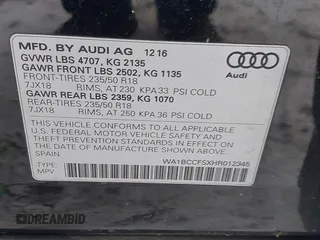 MFD. BY AUDI AG 12 16
GVWR LBS 4707, KG 2135
GAWR FRONT LBS 2502, KG 1135
FRONT-TIRES 235/50 R18
7JX18 RIMS, AT 230 KPA 33 PSI COLD
GAWR REAR LBS 2359, KG 1070
REAR-TIRES 235/50 R18
7JX18 RIMS, AT 250 KPA 36 PSI COLD
THIS VEHICLE CONFORMS TO ALL APPLICABLE
U.S. FEDERAL MOTOR VEHICLE SAFETY AND
THEFT PREVENTION STANDARDS IN EFFECT
ON THE DATE OF MANUFACTURE SHOWN ABOVE
TYPE: WA1BCCFSXHR012345
MPV
Audi
DREAMBID